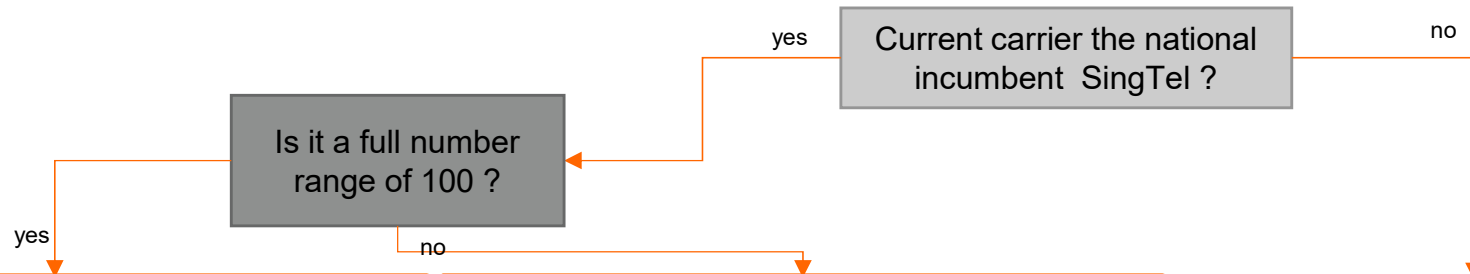 yes
Current carrier the national
incumbent SingTel ?
no
Is it a full number
range of 100 ?
yes
no